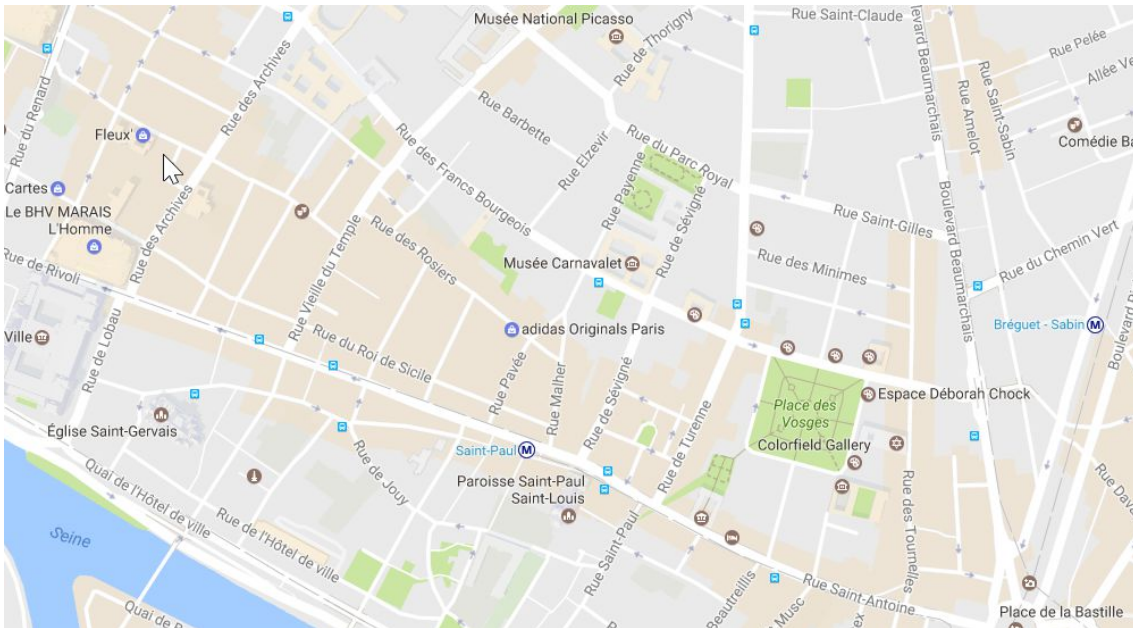 Musée National Picasso
Rue Saint-Claude
Rue de Thorigny
Boulevard Beaumarchais
Rue Pelée
Allée Ve
Rue Saint-Sabin
Rue Amelot
Comédie Ba
Rue du Renard
Rue des Archives
Fleux'
Rue Barbette
Rue Elzevir
Rue du Parc Royal
Rue des Francs Bourgeois
Rue Payenne
Rue de Sévigné
Cartes
Le BHV MARAIS
L'Homme
Rue des Archives
Rue Saint-Gilles
Boulevard Beaumarchais
Rue du Chemin Vert
Rue de Rivoli
Rue Vieille du Temple
Rue des Rosiers
Musée Carnavalet
Rue des Minimes
Ville
Rue de Lobau
Rue du Roi de Sicile
adidas Originals Paris
Bréguet - Sabin
M
Rue Pavée
Rue Malher
Rue de Sévigné
Rue de Turenne
Place des
Vosges
Espace Déborah Chock
Colorfield Gallery
Église Saint-Gervais
Saint-Paul
M
Rue de Jouy
Paroisse Saint-Paul
Saint-Louis
Quai de l'Hôtel de ville
Rue de l'Hôtel de ville
Seine
Rue Saint-Paul
Rue des Tournelles
Rue Saint-Antoine
Beautreillis
Place de la Bastille